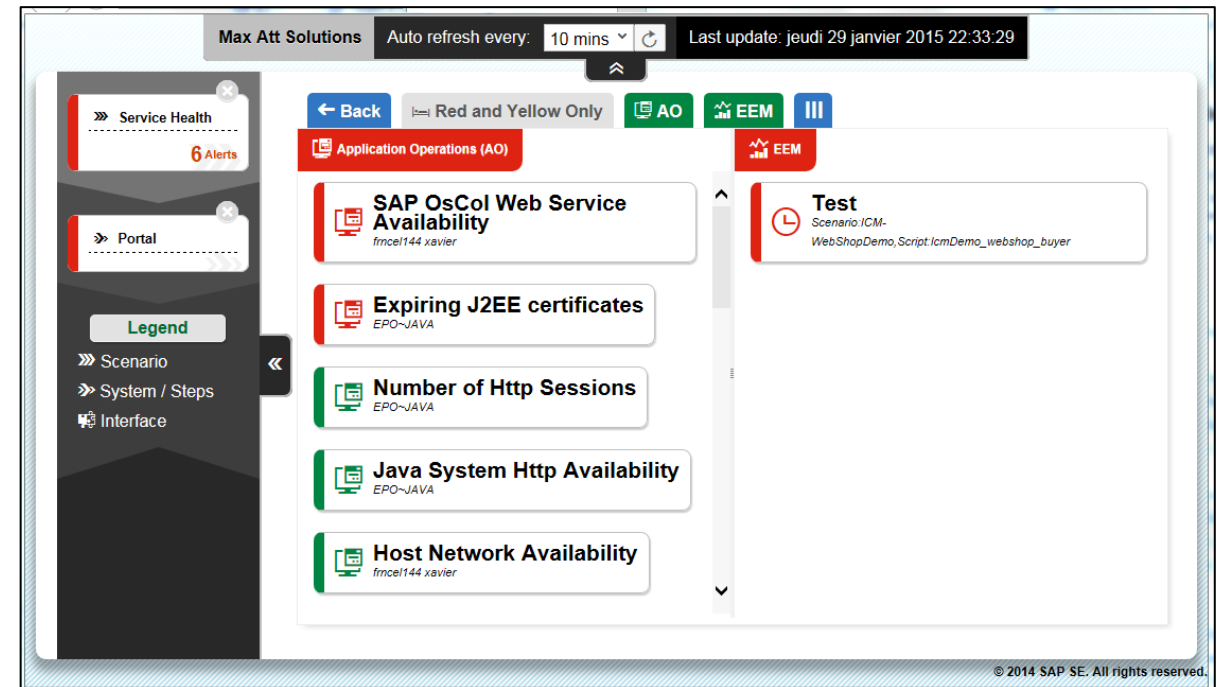 Max Att Solutions
Auto refresh every: 10 mins
Last update: jeudi 29 janvier 2015 22:33:29
Service Health
6 Alerts
Portal
Legend
Scenario
System / Steps
Interface
Back
Red and Yellow Only
AO
EEM
Application Operations (AO)
SAP OsCol Web Service
Availability
frncel144 xavier
Expiring J2EE certificates
EPO~JAVA
Number of Http Sessions
EPO~JAVA
Java System Http Availability
EPO~JAVA
Host Network Availability
frncel144 xavier
EEM
Test
Scenario:ICM-
WebShopDemo,Script:IcmDemo_webshop_buyer
© 2014 SAP SE. All rights reserved.